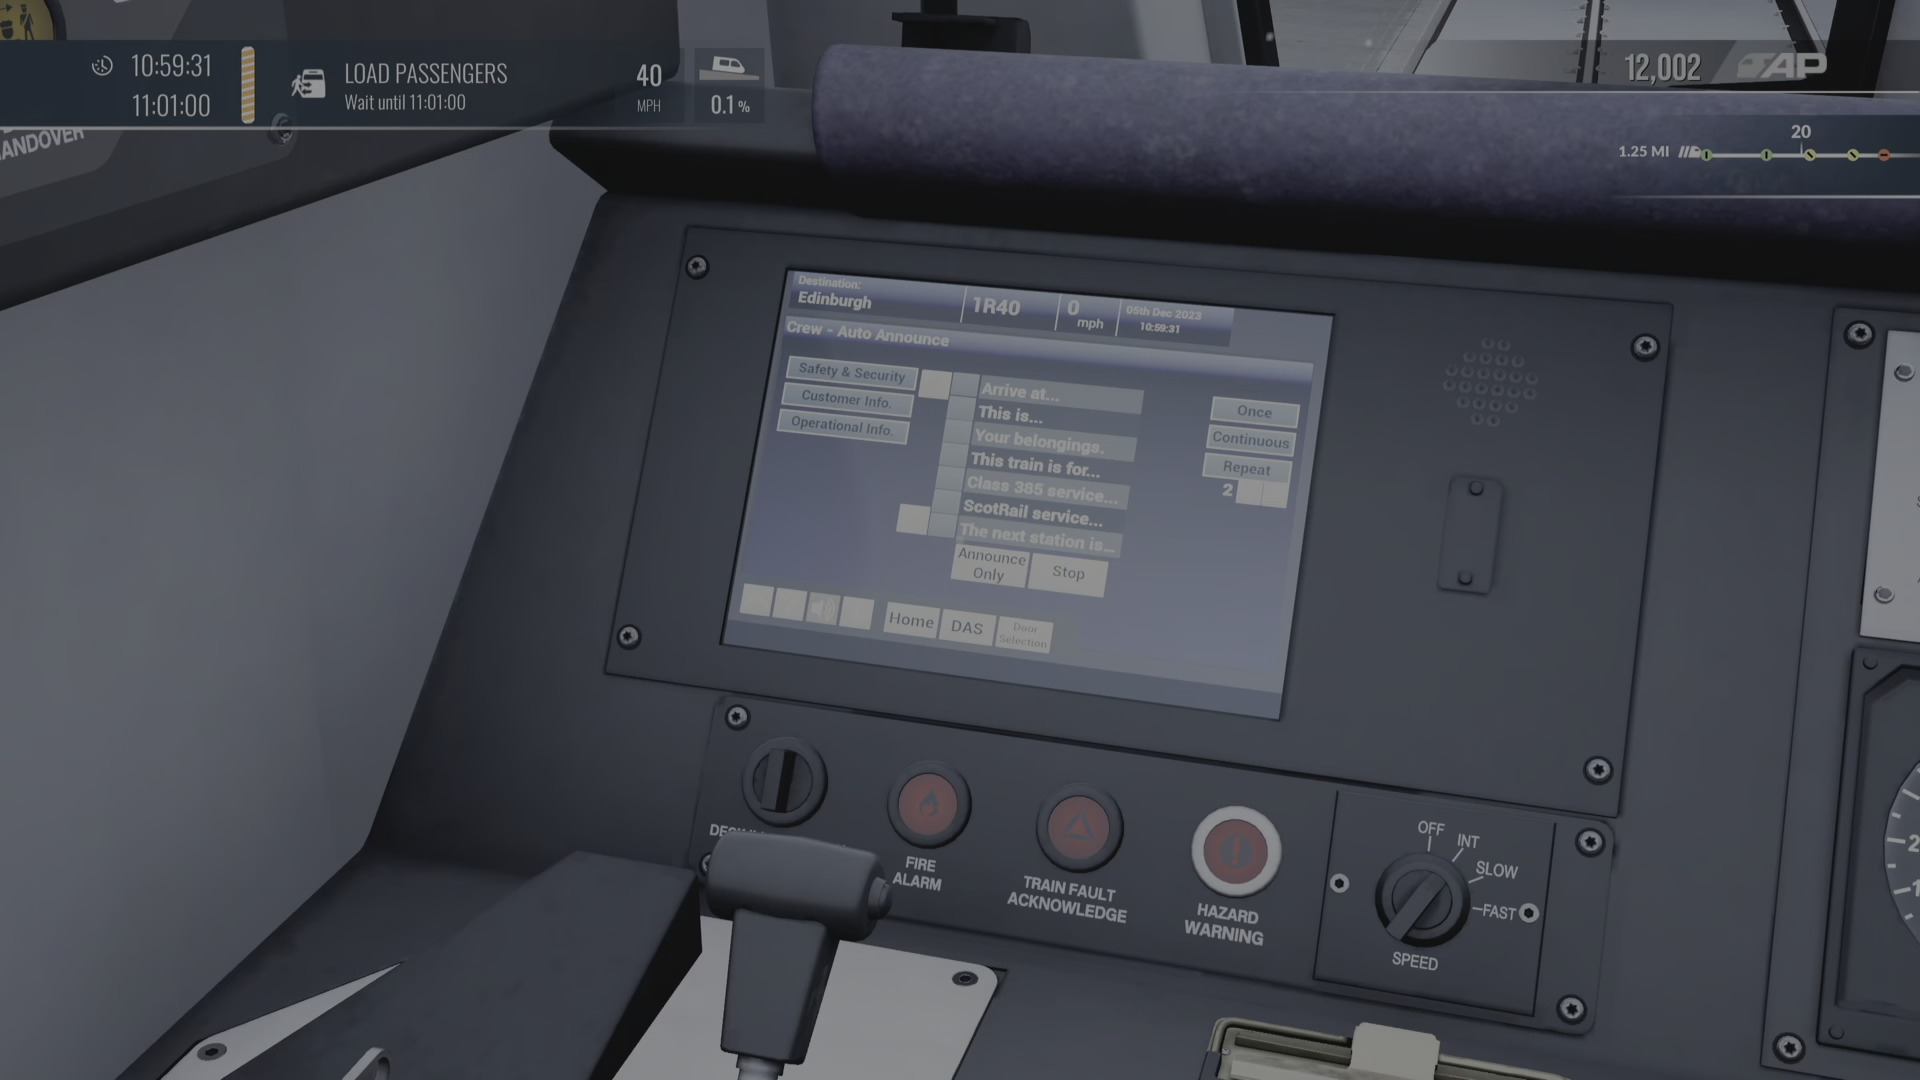 10:59:31
11:01:00
LOAD PASSENGERS
Wait until 11:01:00
40
MPH
0.1 %
12,002
AP
20
1.25 MI
HANDOVER
Destination:
Edinburgh
1R40
0
mph
05th Dec 2023
10:59:31
Crew - Auto Announce
Safety & Security
Customer Info.
Operational Info.
Arrive at...
This is...
Your belongings.
This train is for...
Class 385 service...
ScotRail service...
The next station is...
Once
Continuous
Repeat
2
Announce
Only
Stop
Home
DAS
Door
Selection
FIRE
ALARM
TRAIN FAULT
ACKNOWLEDGE
HAZARD
WARNING
OFF
INT
SLOW
FAST
SPEED